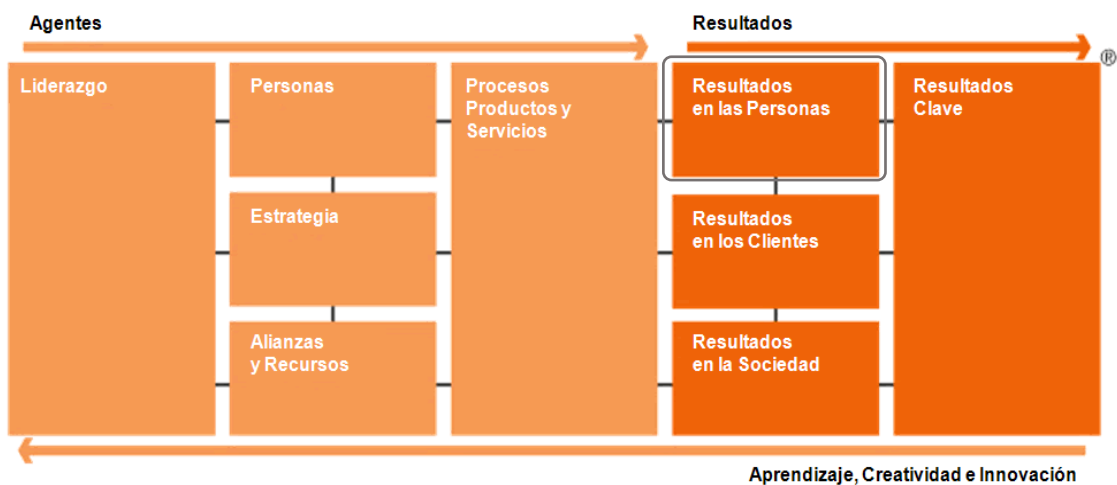 Agentes
Resultados
®
Liderazgo
Personas
Procesos
Productos y
Servicios
Resultados
en las Personas
Resultados
Clave
Estrategia
Resultados
en los Clientes
Alianzas
y Recursos
Resultados
en la Sociedad
Aprendizaje, Creatividad e Innovación